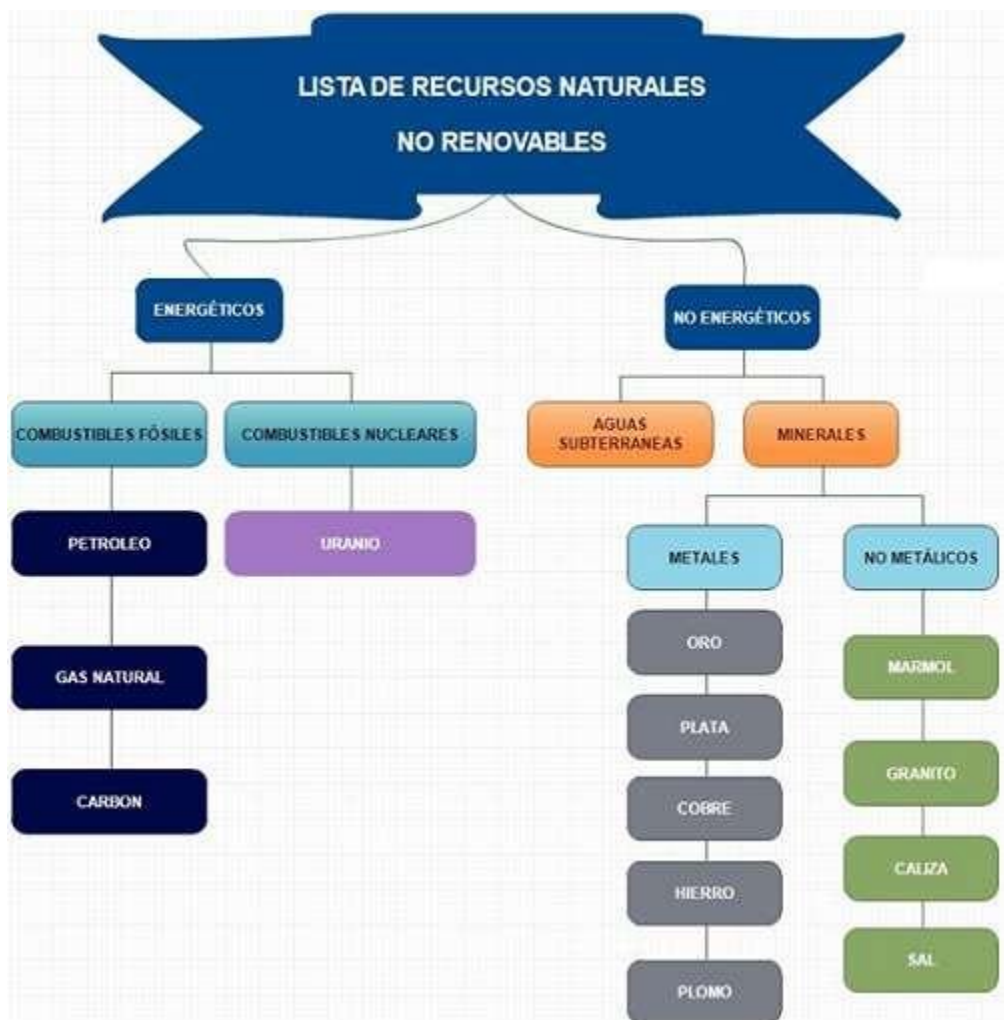 LISTA DE RECURSOS NATURALES
NO RENOVABLES
ENERGÉTICOS
NO ENERGÉTICOS
COMBUSTIBLES FÓSILES
COMBUSTIBLES NUCLEARES
AGUAS
SUBTERRANEAS
MINERALES
PETROLEO
URANIO
METALES
NO METÁLICOS
GAS NATURAL
CARBON
ORO
PLATA
COBRE
HIERRO
PLOMO
MARMOL
GRANITO
CALIZA
SAL